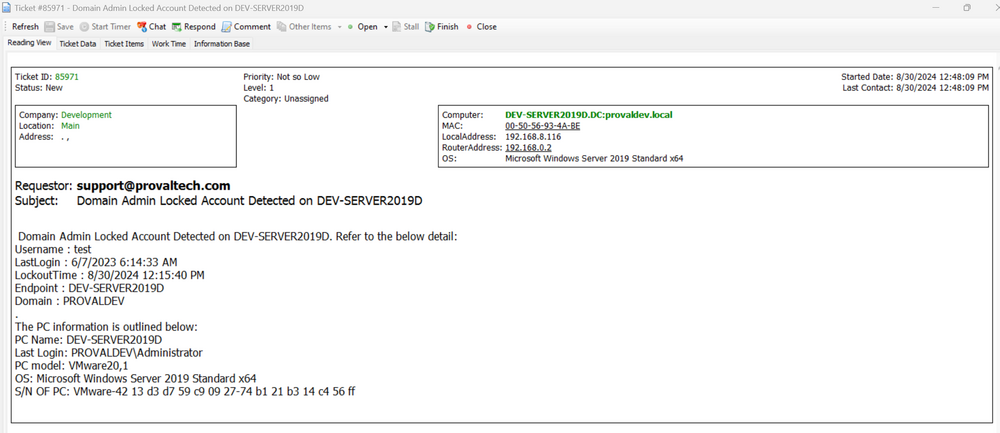 Ticket #85971 - Domain Admin Locked Account Detected on DEV-SERVER2019D
Refresh Save Start Timer Chat Respond Comment Other Items Open Stall Finish Close
Reading View Ticket Data Ticket Items Work Time Information Base
Ticket ID: 85971 Priority: Not so Low Started Date: 8/30/2024 12:48:09 PM
Status: New Level: 1 Last Contact: 8/30/2024 12:48:09 PM
Category: Unassigned
Company: Development
Location: Main
Address: . ,
Computer: DEV-SERVER2019D.DC:provaldev.local
MAC: 00-50-56-93-4A-BE
LocalAddress: 192.168.8.116
RouterAddress: 192.168.0.2
OS: Microsoft Windows Server 2019 Standard x64
Requestor: support@provaltech.com
Subject: Domain Admin Locked Account Detected on DEV-SERVER2019D
Domain Admin Locked Account Detected on DEV-SERVER2019D. Refer to the below detail:
Username : test
LastLogin : 6/7/2023 6:14:33 AM
LockoutTime : 8/30/2024 12:15:40 PM
Endpoint : DEV-SERVER2019D
Domain : PROVALDEV
.
The PC information is outlined below:
PC Name: DEV-SERVER2019D
Last Login: PROVALDEV\Administrator
PC model: VMware20,1
OS: Microsoft Windows Server 2019 Standard x64
S/N OF PC: VMware-42 13 d3 d7 59 c9 09 27-74 b1 21 b3 14 c4 56 ff